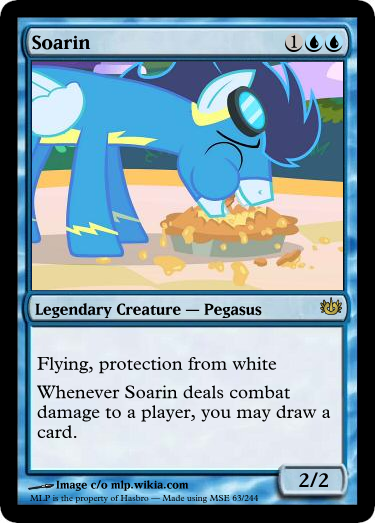 Soarin 1
Legendary Creature — Pegasus
Flying, protection from white
Whenever Soarin deals combat
damage to a player, you may draw a
card.
2/2
Image c/o mlp.wikia.com
MLP is the property of Hasbro — Made using MSE 63/244